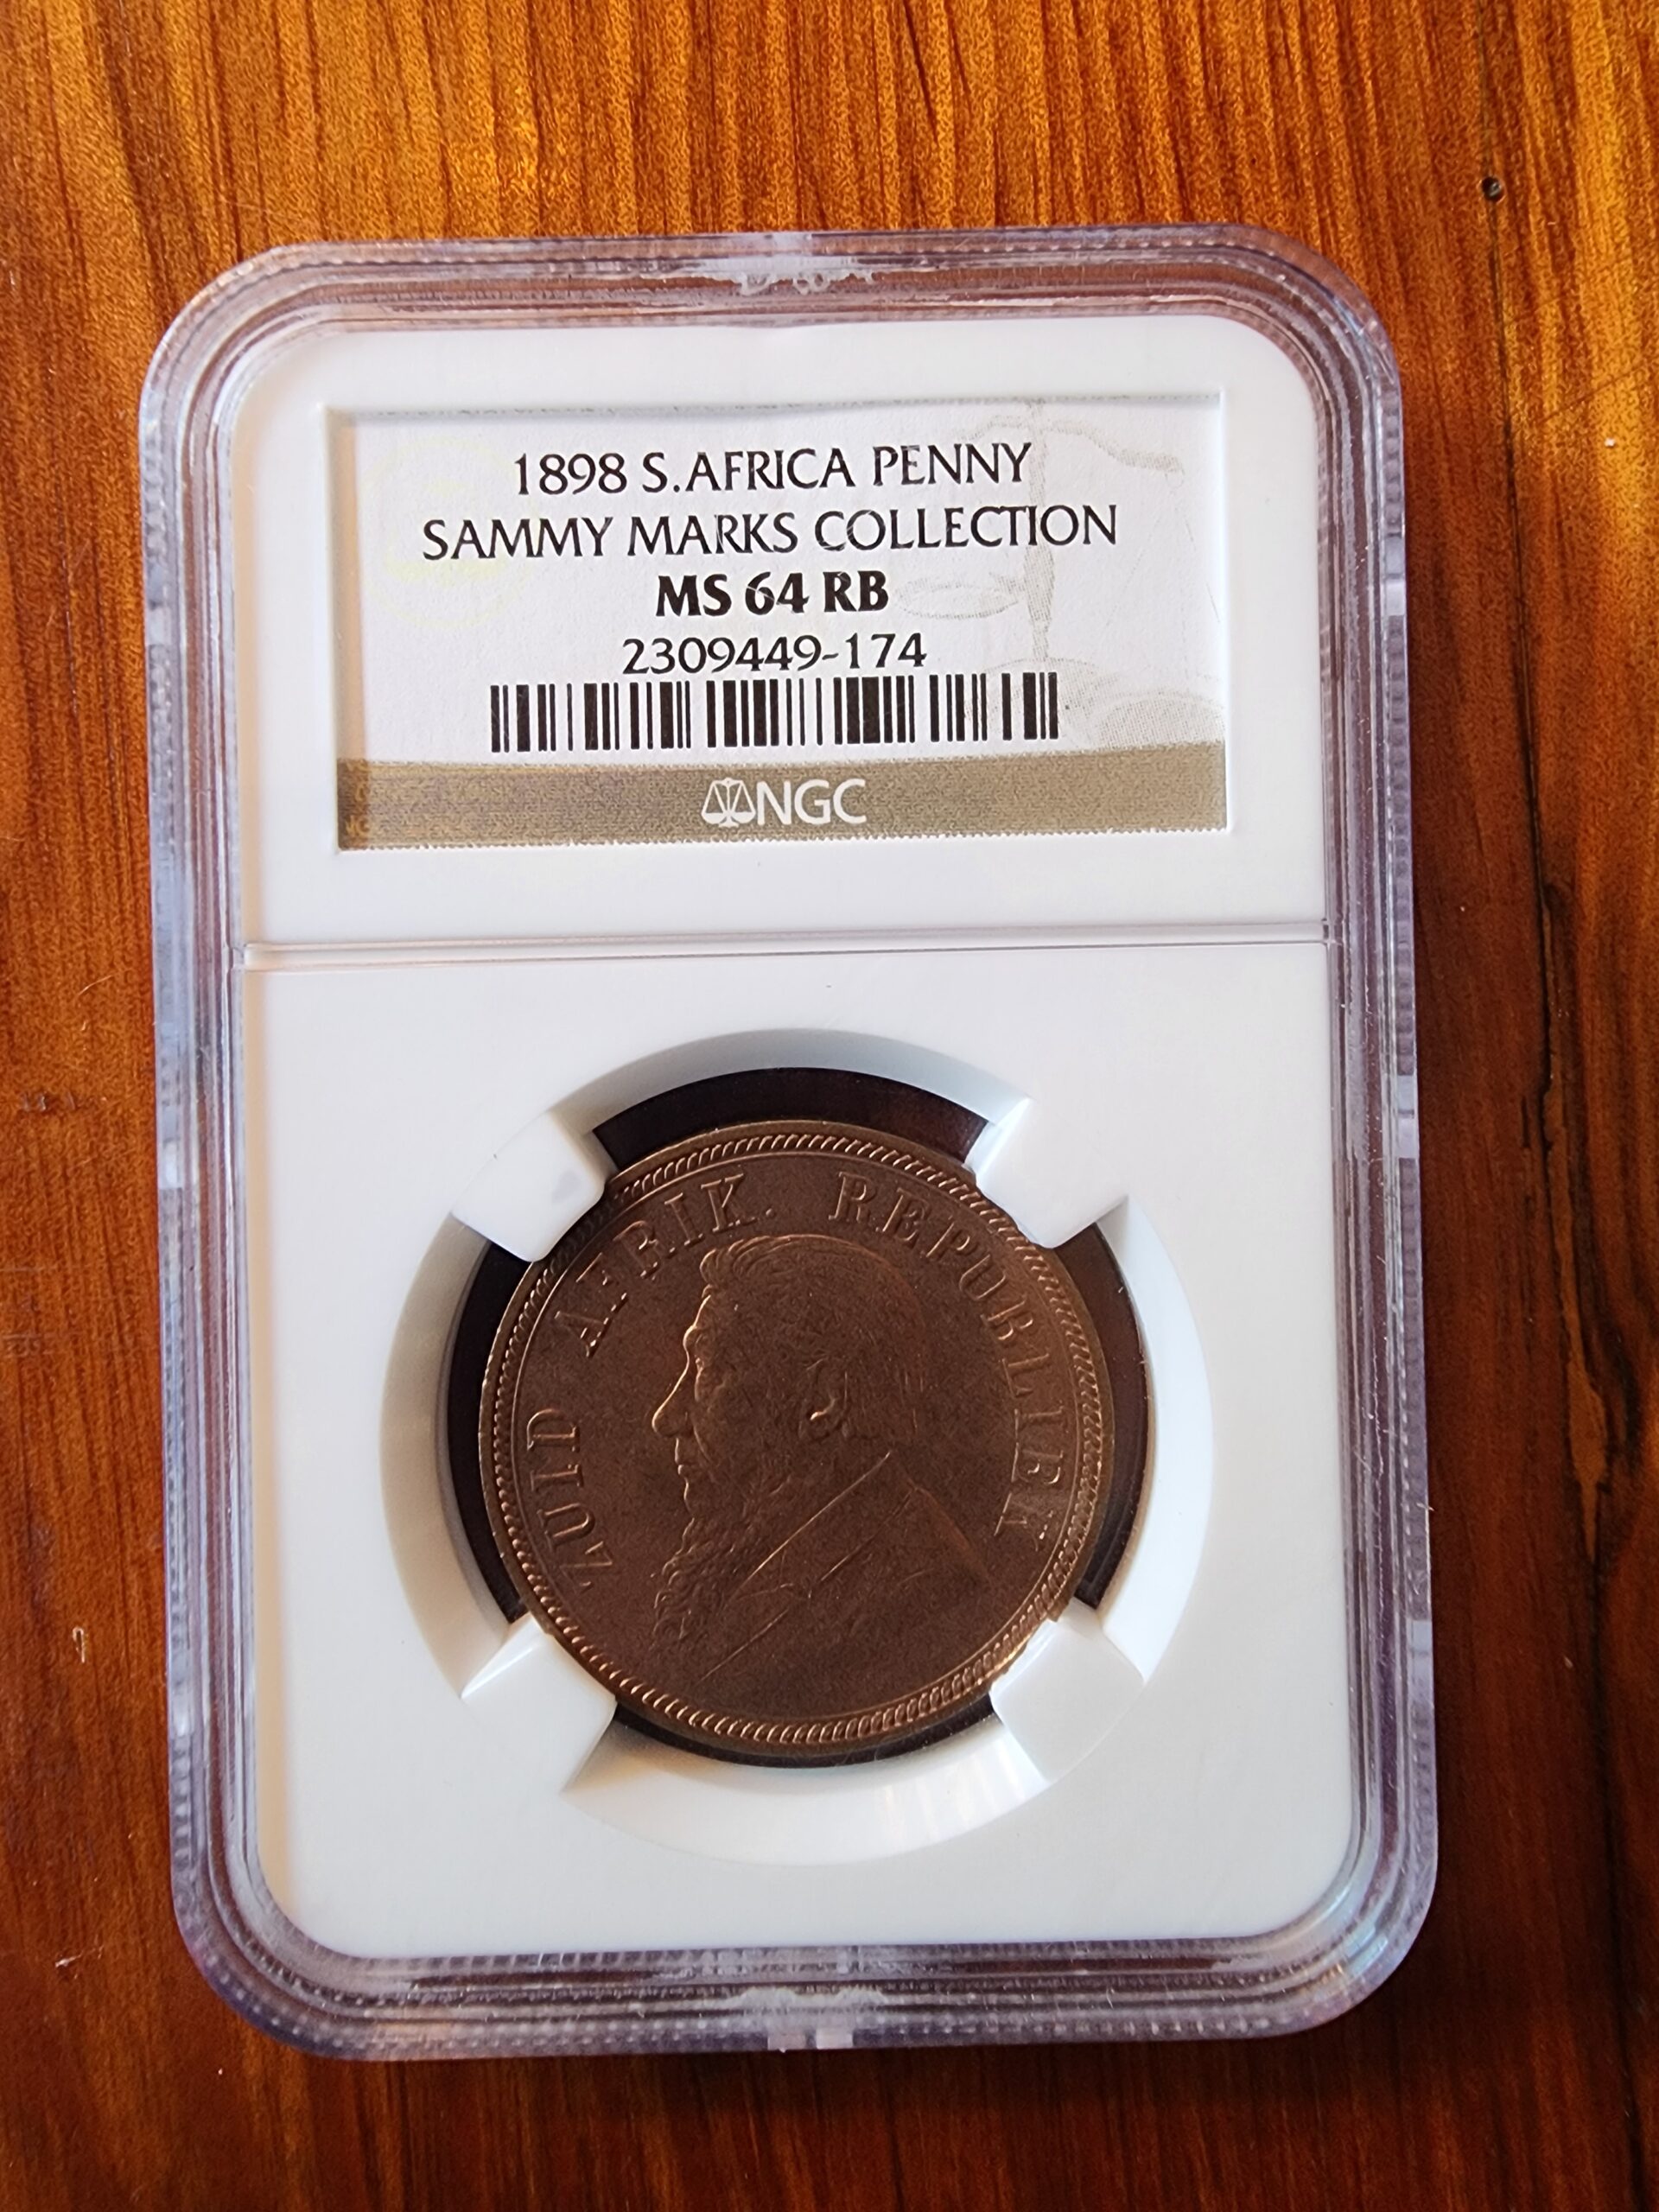 1898 S.AFRICA PENNY
SAMMY MARKS COLLECTION
MS 64 RB
2309449-174
NGC
ZUID AFRIK. REPUBLIEK